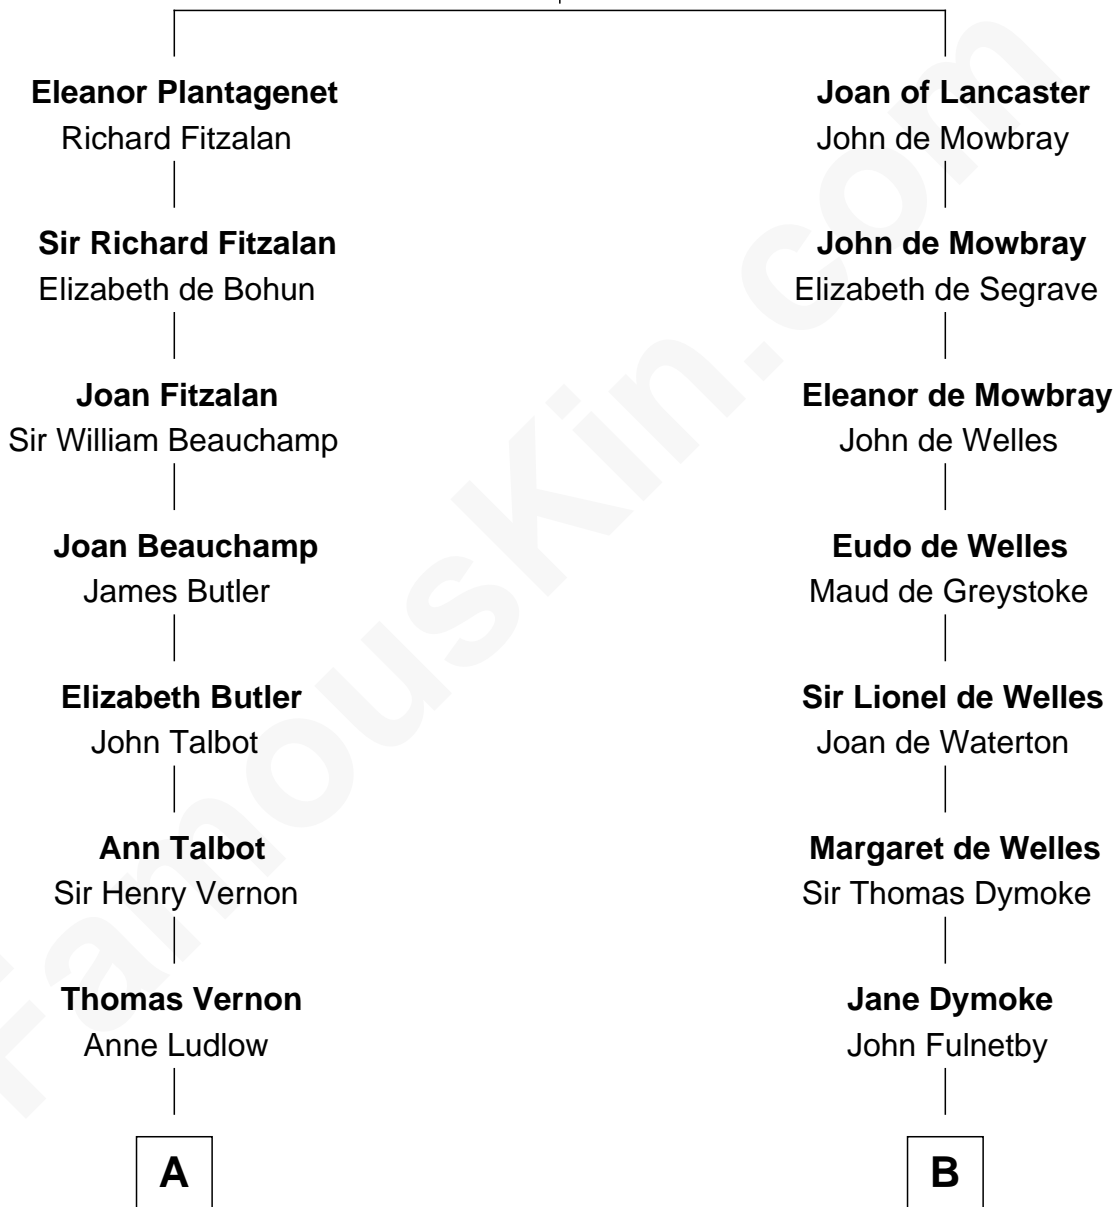 Eleanor Plantagenet
Richard Fitzalan
Sir Richard Fitzalan
Elizabeth de Bohun
Joan Fitzalan
Sir William Beauchamp
Joan Beauchamp
James Butler
Elizabeth Butler
John Talbot
Ann Talbot
Sir Henry Vernon
Thomas Vernon
Anne Ludlow
A
Joan of Lancaster
John de Mowbray
John de Mowbray
Elizabeth de Segrave
Eleanor de Mowbray
John de Welles
Eudo de Welles
Maud de Greystoke
Sir Lionel de Welles
Joan de Waterton
Margaret de Welles
Sir Thomas Dymoke
Jane Dymoke
John Fulnetby
B
FamousKin.com